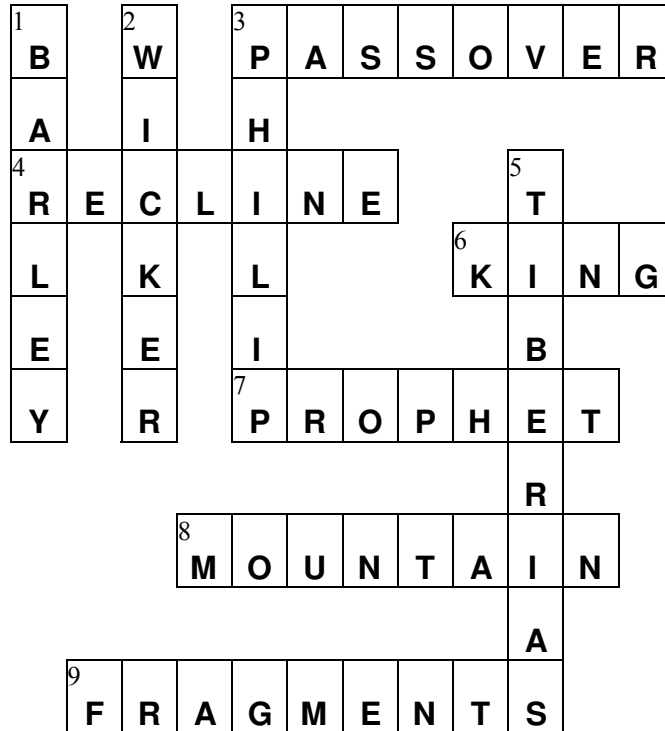 1 2 3
B W P A S S O V E R
A I H
4 5
R E C L I N E T
6
L K L K I N G
E E I B
7
Y R P R O P H E T
R
8
M O U N T A I N
A
9
F R A G M E N T S